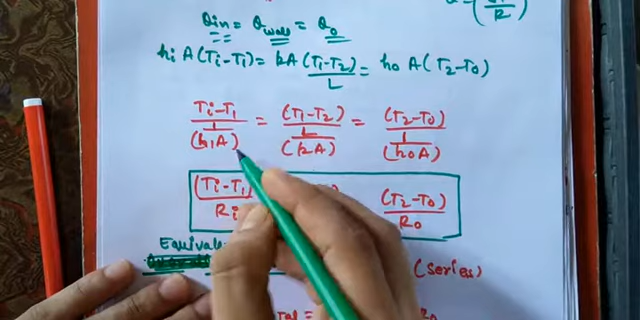 Qin = Qwall = Qo
hi A(Ti-T1) = kA (T1-T2)/L = ho A (T2-To)
Ti-T1 / (1/(hiA)) = (T1-T2) / (L/(kA)) = (T2-To) / (1/(hoA))
(Ti-T1)/Ri (T2-To)/Ro
(series)